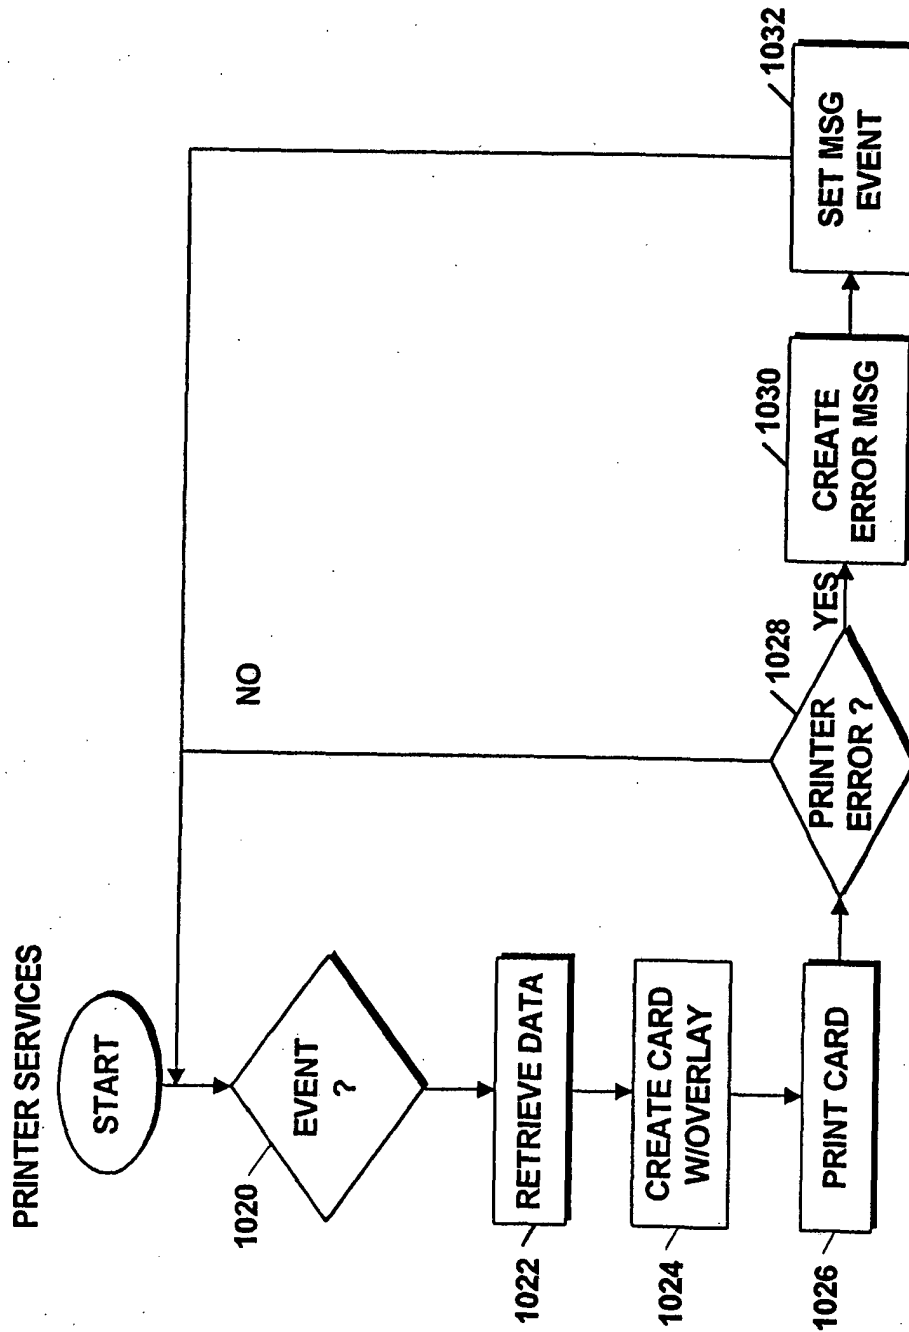 PRINTER SERVICES
START
EVENT
?
1020
RETRIEVE DATA
1022
CREATE CARD
W/OVERLAY
1024
PRINT CARD
1026
PRINTER
ERROR ?
1028
NO
YES
CREATE
ERROR MSG
1030
SET MSG
EVENT
1032